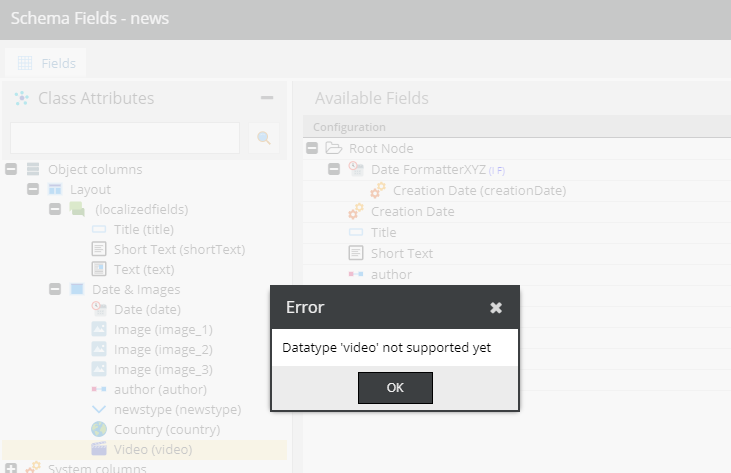 Schema Fields - news
Fields
Class Attributes
Object columns
Layout
(localizedfields)
Title (title)
Short Text (shortText)
Text (text)
Date & Images
Date (date)
Image (image_1)
Image (image_2)
Image (image_3)
author (author)
newstype (newstype)
Country (country)
Video (video)
System columns
Available Fields
Configuration
Root Node
Date FormatterXYZ (I F)
Creation Date (creationDate)
Creation Date
Title
Short Text
author
Error
Datatype 'video' not supported yet
OK